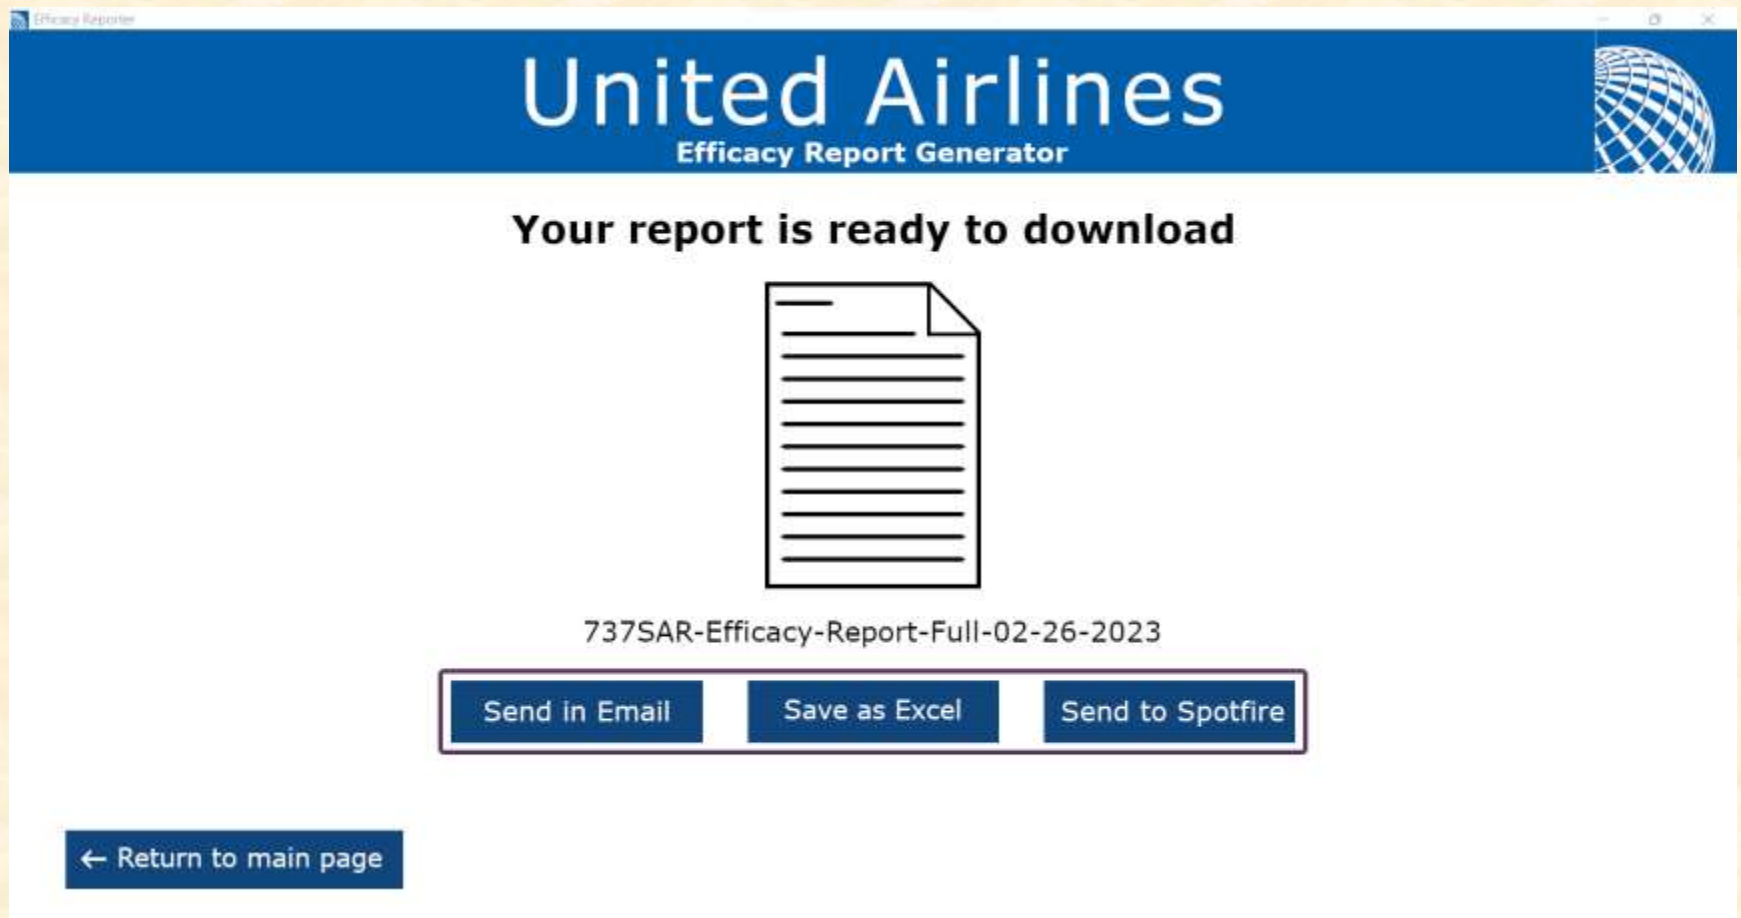 Efficacy Reporter
United Airlines
Efficacy Report Generator
Your report is ready to download
737SAR-Efficacy-Report-Full-02-26-2023
Send in Email
Save as Excel
Send to Spotfire
← Return to main page